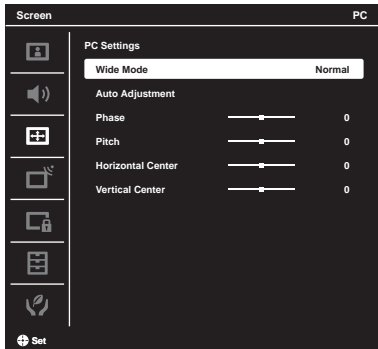 Screen PC
PC Settings
Wide Mode Normal
Auto Adjustment
Phase 0
Pitch 0
Horizontal Center 0
Vertical Center 0
Set